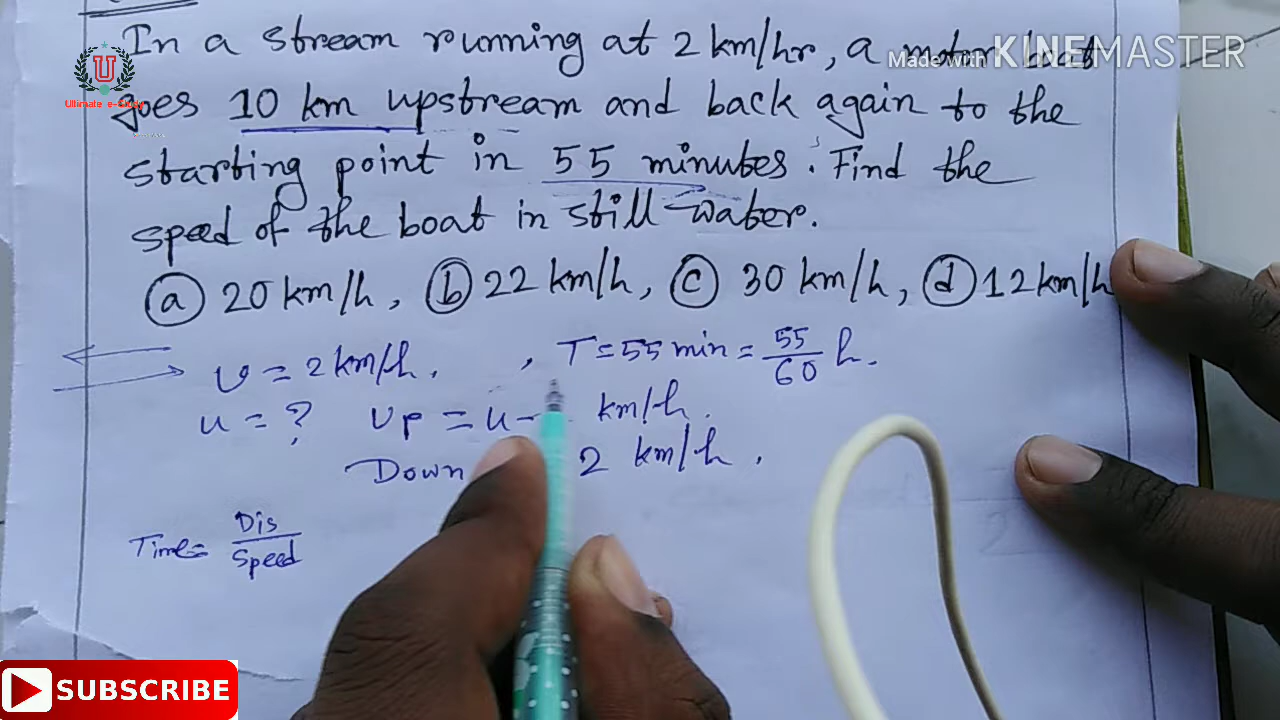 In a stream running at 2 km/hr, a motor boat
goes 10 km upstream and back again to the
starting point in 55 minutes. Find the
speed of the boat in still water.
(a) 20 km/h, (b) 22 km/h, (c) 30 km/h, (d) 12 km/h
v = 2 km/h. , T = 55 min = 55/60 h.
u = ? Up = u - km/h.
Down 2 km/h.
Time = Dis/Speed
Made with KINEMASTER
U
Ultimate e-Study
SUBSCRIBE